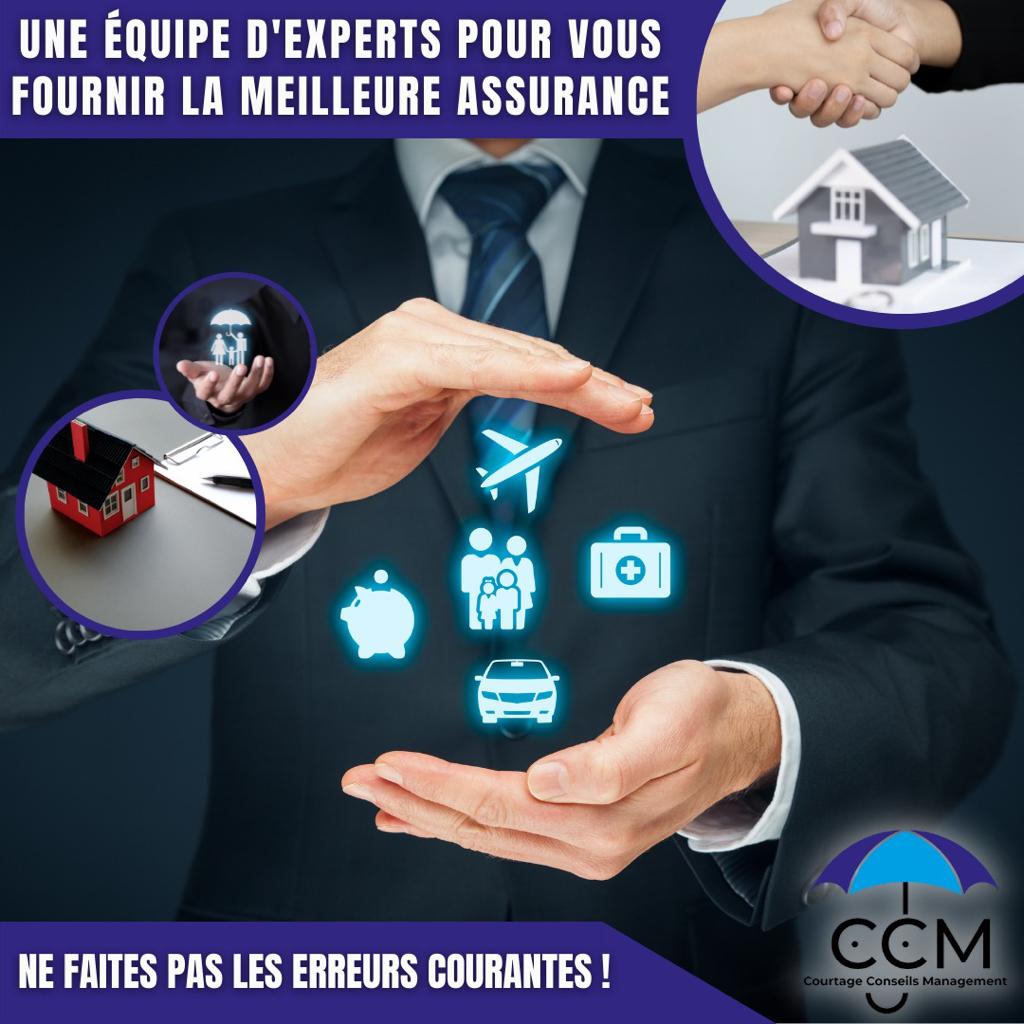 UNE ÉQUIPE D'EXPERTS POUR VOUS
FOURNIR LA MEILLEURE ASSURANCE
NE FAITES PAS LES ERREURS COURANTES !
CCM
Courtage Conseils Management